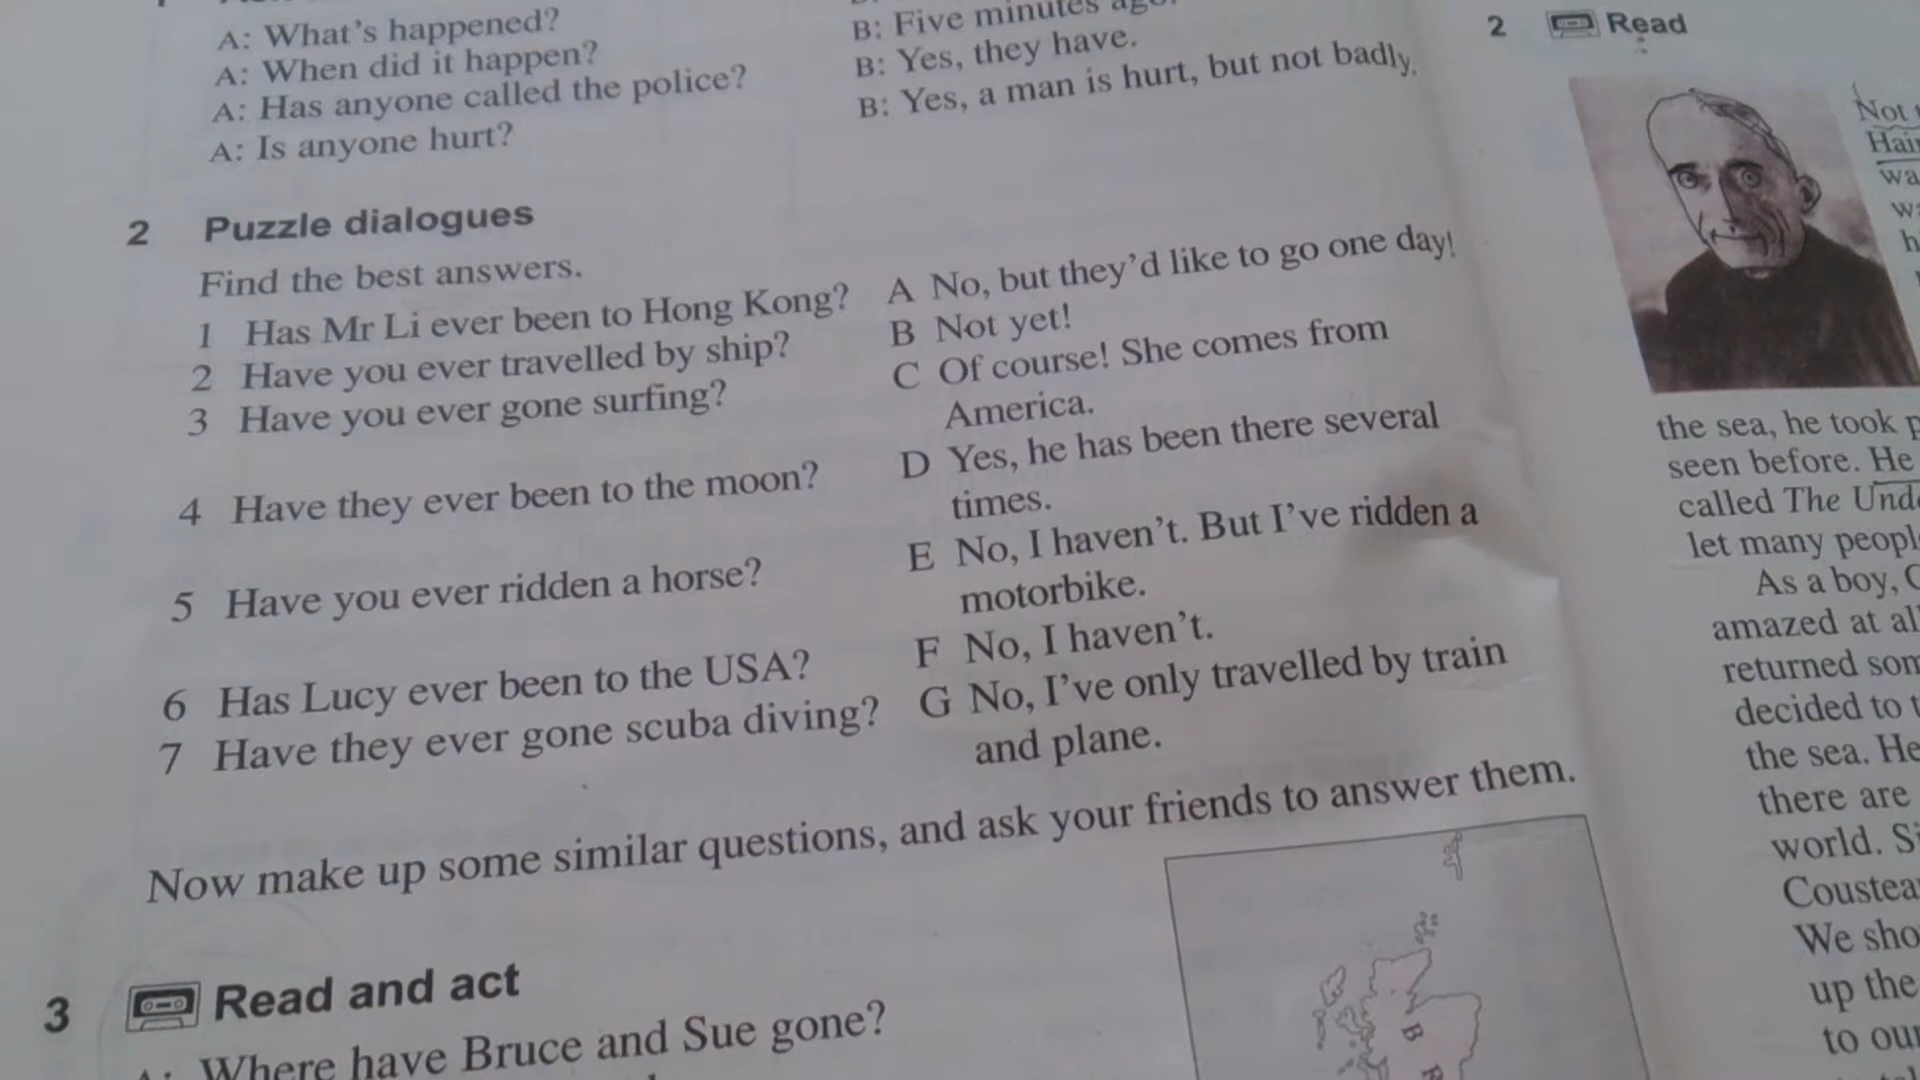 A: What's happened?
A: When did it happen?
A: Has anyone called the police?
A: Is anyone hurt?
B: Five minutes ago.
B: Yes, they have.
B: Yes, a man is hurt, but not badly.
2 Puzzle dialogues
Find the best answers.
1 Has Mr Li ever been to Hong Kong?
2 Have you ever travelled by ship?
3 Have you ever gone surfing?
4 Have they ever been to the moon?
5 Have you ever ridden a horse?
6 Has Lucy ever been to the USA?
7 Have they ever gone scuba diving?
A No, but they'd like to go one day!
B Not yet!
C Of course! She comes from
America.
D Yes, he has been there several
times.
E No, I haven't. But I've ridden a
motorbike.
F No, I haven't.
G No, I've only travelled by train
and plane.
Now make up some similar questions, and ask your friends to answer them.
3 Read and act
Where have Bruce and Sue gone?
B
R
2 Read
Not
the sea, he took
seen before. He
called The
let many
As a boy,
amazed at
returned
decided to
the sea. He
there are
world.
We
up the
to